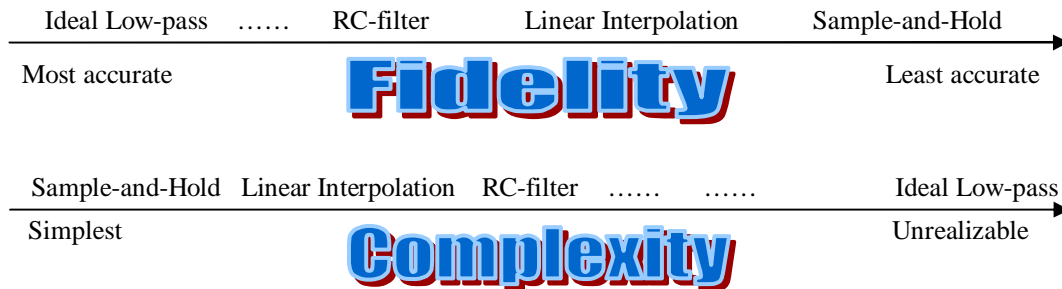 Ideal Low-pass …… RC-filter Linear Interpolation Sample-and-Hold
Most accurate Least accurate
Fidelity
Sample-and-Hold Linear Interpolation RC-filter …… …… Ideal Low-pass
Simplest Unrealizable
Complexity